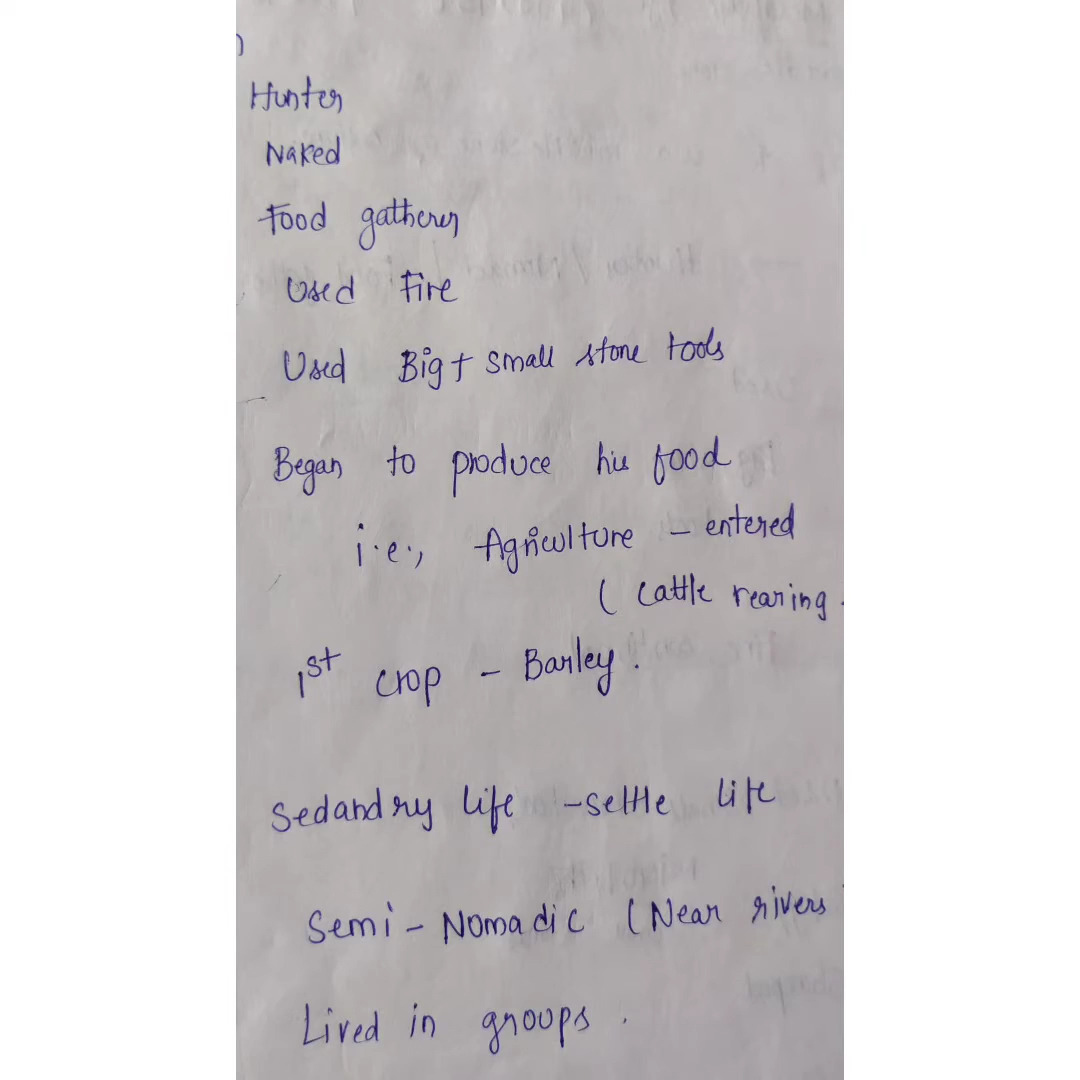 )
Hunter
Naked
Food gatherer
Used Fire
Used Big + small stone tools
Began to produce his food
i.e., Agriculture – entered
( Cattle rearing
1st crop – Barley.
Sedandry life – settle life
Semi – Nomadic ( Near rivers
Lived in groups.